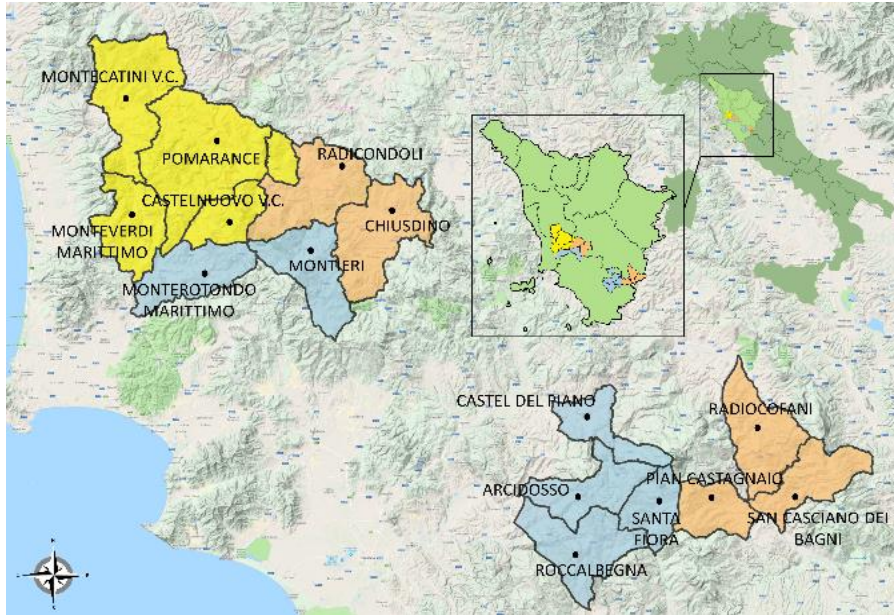 MONTECATINI V.C.
POMARANCE
RADICONDOLI
CASTELNUOVO V.C.
CHIUSDINO
MONTEVERDI
MARITTIMO
MONTIERI
MONTEROTONDO
MARITTIMO
CASTEL DEL PIANO
RADIOCOFANI
PIAN CASTAGNAIO
ARCIDOSSO
SANTA
FIORA
SAN CASCIANO DEI
BAGNI
ROCCALBEGNA